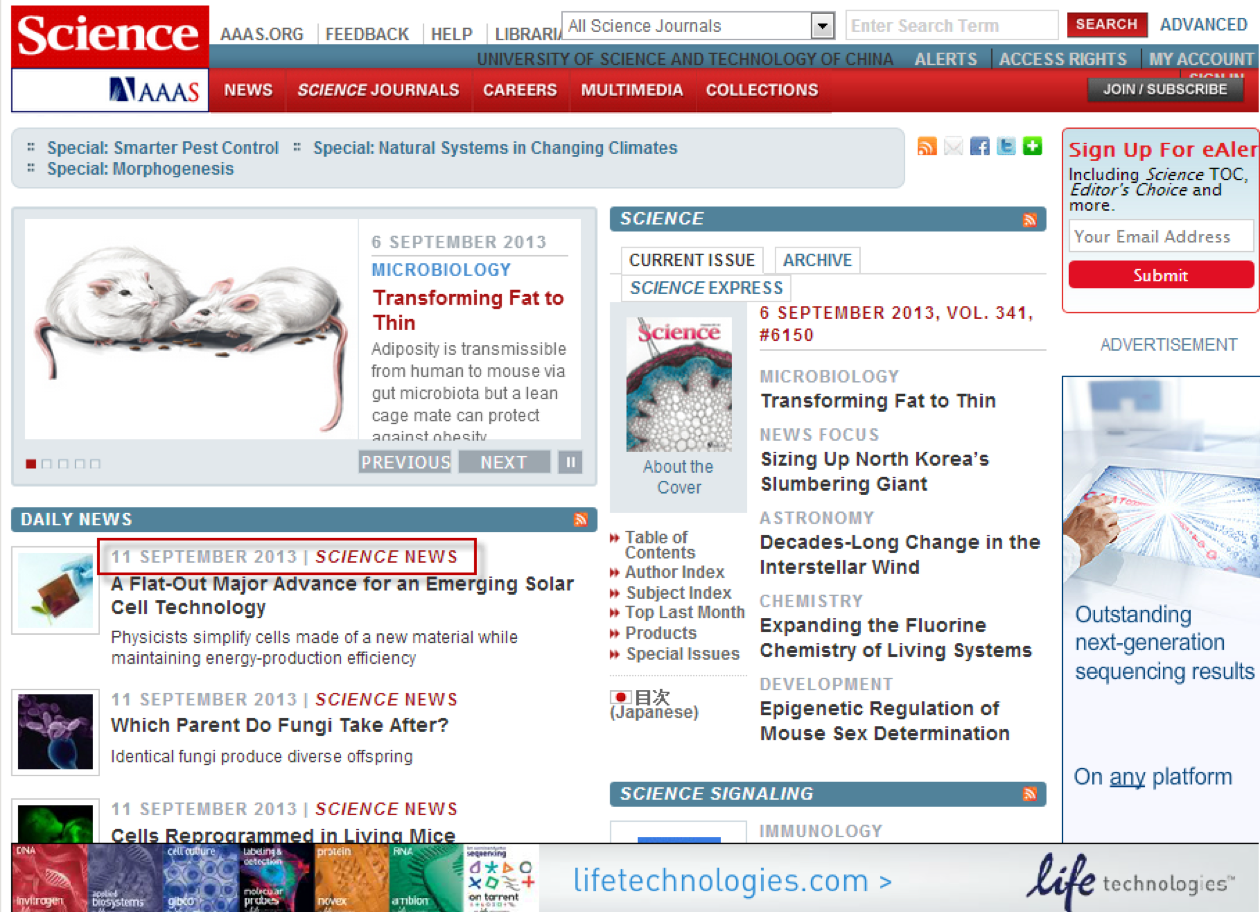 Science
AAAS.ORG FEEDBACK HELP LIBRARIA
All Science Journals
Enter Search Term
SEARCH
ADVANCED
UNIVERSITY OF SCIENCE AND TECHNOLOGY OF CHINA ALERTS ACCESS RIGHTS MY ACCOUNT
SIGN IN
AAAS
NEWS SCIENCE JOURNALS CAREERS MULTIMEDIA COLLECTIONS
JOIN / SUBSCRIBE
Special: Smarter Pest Control Special: Natural Systems in Changing Climates
Special: Morphogenesis
Sign Up For eAler
Including Science TOC,
Editor's Choice and
more.
Your Email Address
Submit
6 SEPTEMBER 2013
MICROBIOLOGY
Transforming Fat to
Thin
Adiposity is transmissible
from human to mouse via
gut microbiota but a lean
cage mate can protect
against obesity
PREVIOUS NEXT
SCIENCE
CURRENT ISSUE ARCHIVE
SCIENCE EXPRESS
Science
About the
Cover
6 SEPTEMBER 2013, VOL. 341,
#6150
MICROBIOLOGY
Transforming Fat to Thin
NEWS FOCUS
Sizing Up North Korea's
Slumbering Giant
ASTRONOMY
Decades-Long Change in the
Interstellar Wind
CHEMISTRY
Expanding the Fluorine
Chemistry of Living Systems
DEVELOPMENT
Epigenetic Regulation of
Mouse Sex Determination
Table of
Contents
Author Index
Subject Index
Top Last Month
Products
Special Issues
目次
(Japanese)
DAILY NEWS
11 SEPTEMBER 2013 | SCIENCE NEWS
A Flat-Out Major Advance for an Emerging Solar
Cell Technology
Physicists simplify cells made of a new material while
maintaining energy-production efficiency
11 SEPTEMBER 2013 | SCIENCE NEWS
Which Parent Do Fungi Take After?
Identical fungi produce diverse offspring
11 SEPTEMBER 2013 | SCIENCE NEWS
Cells Reprogrammed in Living Mice
SCIENCE SIGNALING
IMMUNOLOGY
ADVERTISEMENT
Outstanding
next-generation
sequencing results
On any platform
DNA
invitrogen
applied
biosystems
cell culture
gibco
labeling &
detection
molecular
probes
protein
novex
RNA
ambion
sequencing
ion torrent
lifetechnologies.com >
life technologies™